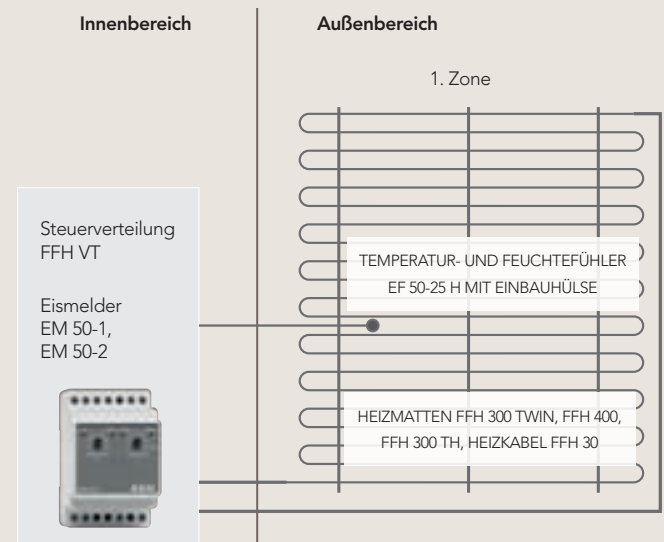 Innenbereich
Außenbereich
1. Zone
Steuerverteilung
FFH VT
Eismelder
EM 50-1,
EM 50-2
TEMPERATUR- UND FEUCHTEFÜHLER
EF 50-25 H MIT EINBAUHÜLSE
HEIZMATTEN FFH 300 TWIN, FFH 400,
FFH 300 TH, HEIZKABEL FFH 30